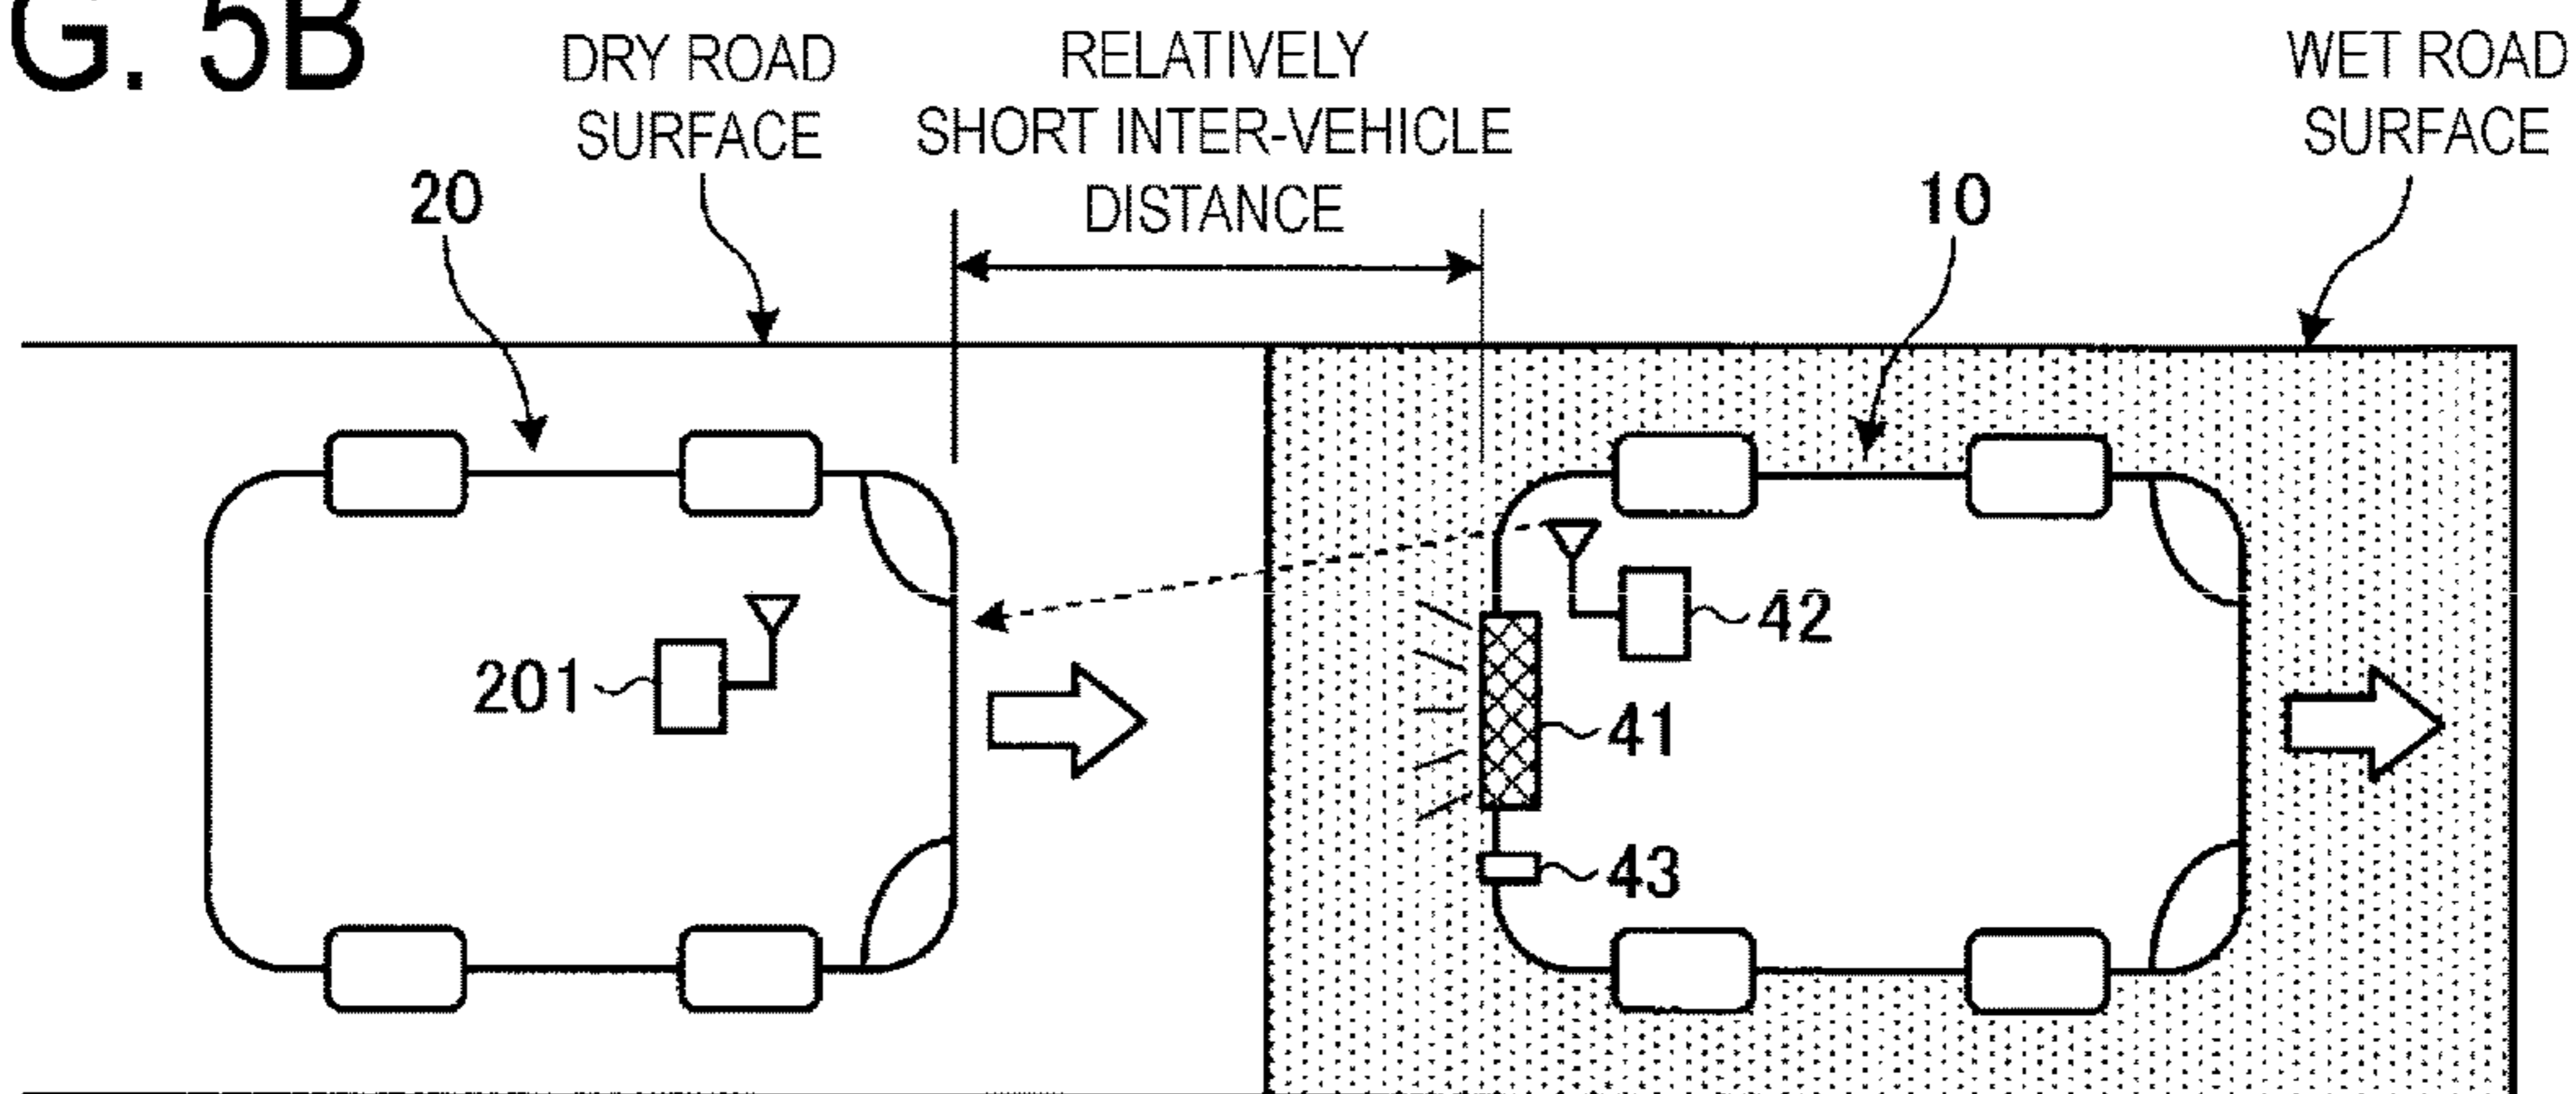 G. 5B
DRY ROAD
SURFACE
RELATIVELY
SHORT INTER-VEHICLE
DISTANCE
WET ROAD
SURFACE
20
10
42
201
41
43